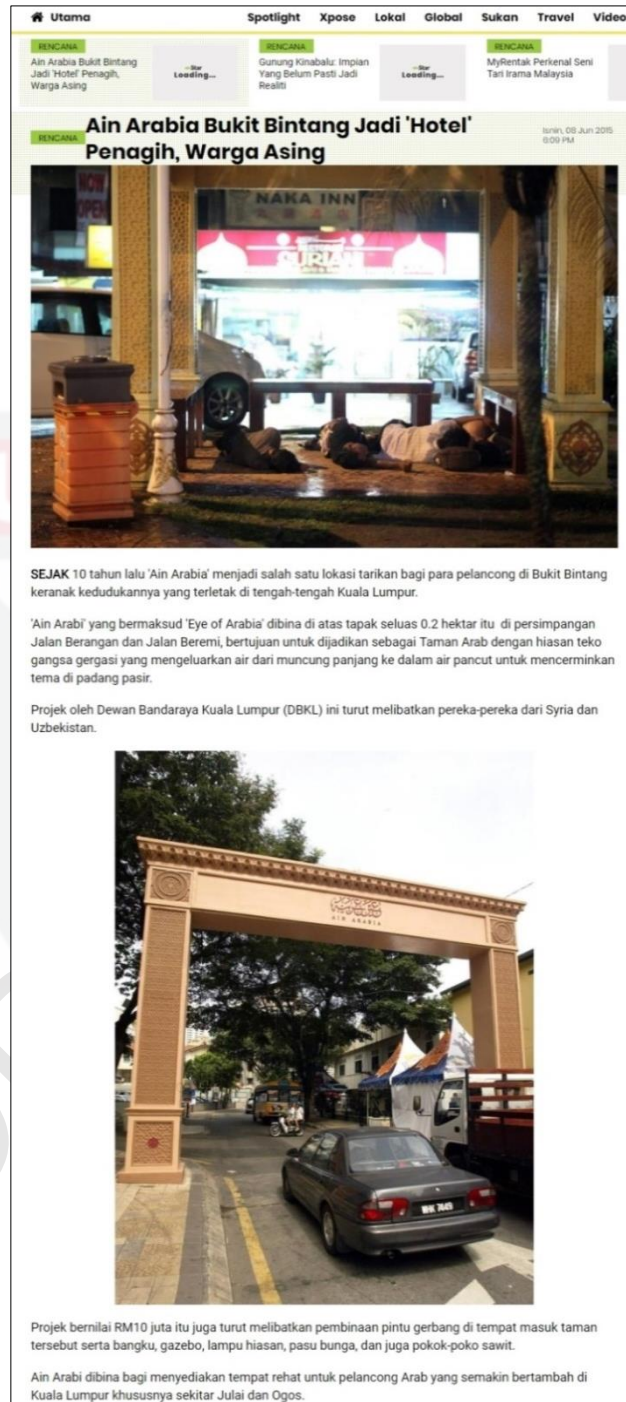 Utama Spotlight Xpose Lokal Global Sukan Travel Video
RENCANA
Ain Arabia Bukit Bintang
Jadi 'Hotel' Penagih,
Warga Asing
mStar
Loading...
RENCANA
Gunung Kinabalu: Impian
Yang Belum Pasti Jadi
Realiti
mStar
Loading...
RENCANA
MyRentak Perkenal Seni
Tari Irama Malaysia
RENCANA
Ain Arabia Bukit Bintang Jadi 'Hotel'
Penagih, Warga Asing
Isnin, 08 Jun 2015
6:09 PM
NOW
OPEN
NAKA INN
SEJAK 10 tahun lalu 'Ain Arabia' menjadi salah satu lokasi tarikan bagi para pelancong di Bukit Bintang
keranak kedudukannya yang terletak di tengah-tengah Kuala Lumpur.
'Ain Arabi' yang bermaksud 'Eye of Arabia' dibina di atas tapak seluas 0.2 hektar itu di persimpangan
Jalan Berangan dan Jalan Beremi, bertujuan untuk dijadikan sebagai Taman Arab dengan hiasan teko
gangsa gergasi yang mengeluarkan air dari muncung panjang ke dalam air pancut untuk mencerminkan
tema di padang pasir.
Projek oleh Dewan Bandaraya Kuala Lumpur (DBKL) ini turut melibatkan pereka-pereka dari Syria dan
Uzbekistan.
AIN ARABIA
Projek bernilai RM10 juta itu juga turut melibatkan pembinaan pintu gerbang di tempat masuk taman
tersebut serta bangku, gazebo, lampu hiasan, pasu bunga, dan juga pokok-poko sawit.
Ain Arabi dibina bagi menyediakan tempat rehat untuk pelancong Arab yang semakin bertambah di
Kuala Lumpur khususnya sekitar Julai dan Ogos.